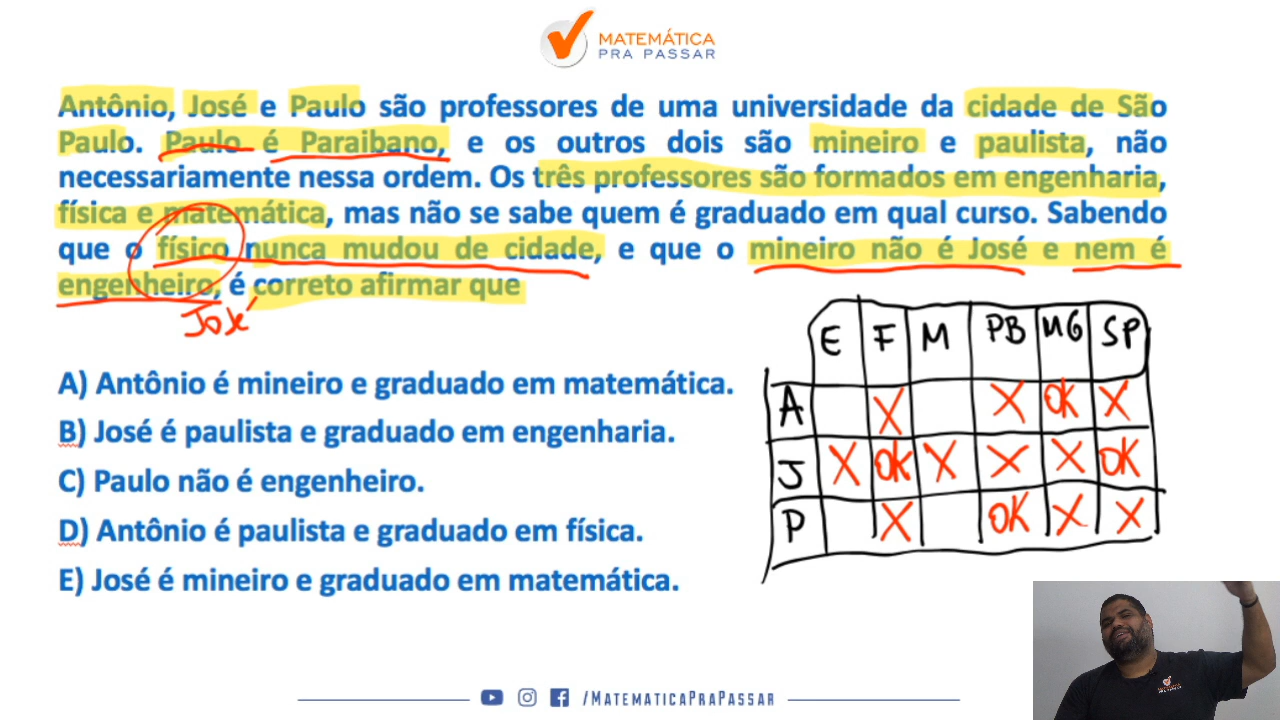 MATEMÁTICA
PRA PASSAR
Antônio, José e Paulo são professores de uma universidade da cidade de São
Paulo. Paulo é Paraibano, e os outros dois são mineiro e paulista, não
necessariamente nessa ordem. Os três professores são formados em engenharia,
física e matemática, mas não se sabe quem é graduado em qual curso. Sabendo
que o físico nunca mudou de cidade, e que o mineiro não é José e nem é
engenheiro, é correto afirmar que
José
A) Antônio é mineiro e graduado em matemática.
B) José é paulista e graduado em engenharia.
C) Paulo não é engenheiro.
D) Antônio é paulista e graduado em física.
E) José é mineiro e graduado em matemática.
E F M PB MG SP
A X X OK X
J X OK X X X OK
P X OK X X
/MATEMATICAPRAPASSAR